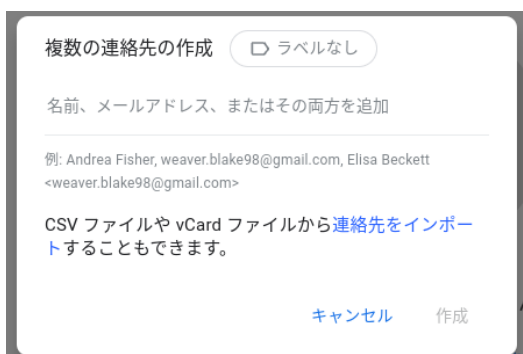 複数の連絡先の作成 ラベルなし
名前、メールアドレス、またはその両方を追加
例: Andrea Fisher, weaver.blake98@gmail.com, Elisa Beckett
<weaver.blake98@gmail.com>
CSV ファイルや vCard ファイルから連絡先をインポー
トすることもできます。
キャンセル 作成